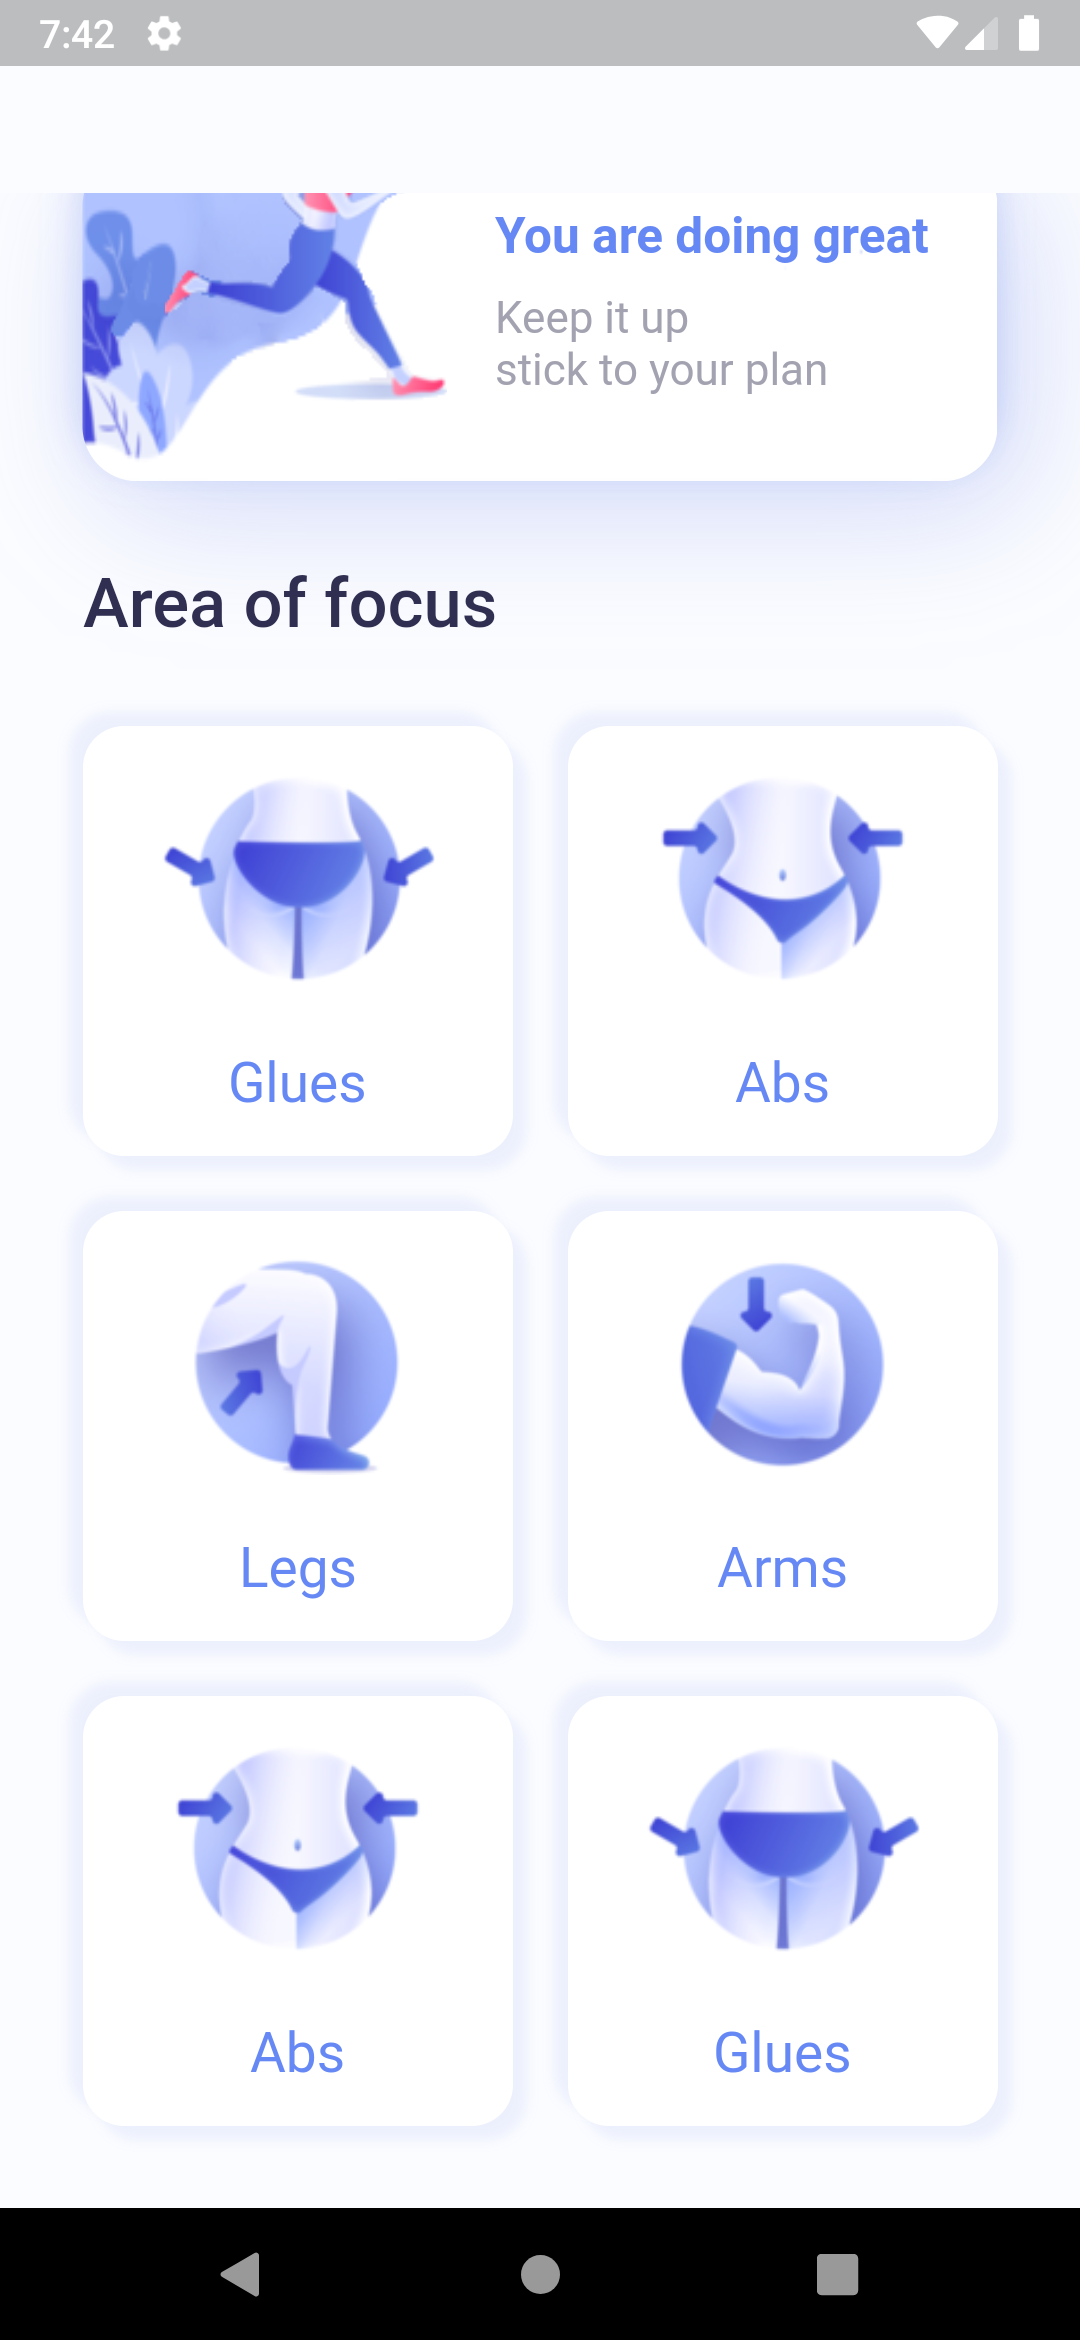 7:42
You are doing great
Keep it up
stick to your plan
Area of focus
Glues
Abs
Legs
Arms
Abs
Glues